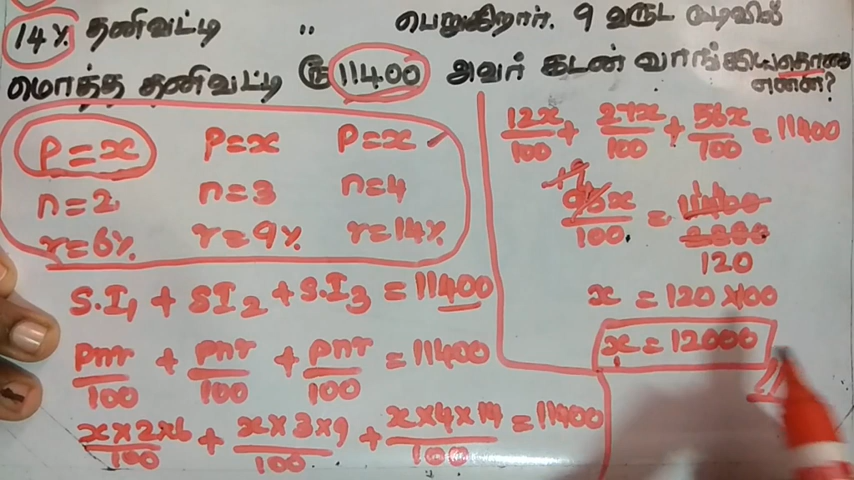 14% தனிவட்டி ,, பெறுகிறார். 9 வருட முடிவில்
மொத்த தனிவட்டி ரூ 11400 அவர் கடன் வாங்கிய தொகை
என்ன?
P=x P=x P=x
n=2 n=3 n=4
r=6% r=9% r=14%
S.I₁ + SI₂ + S.I₃ = 11400
pnr/100 + pnr/100 + pnr/100 = 11400
x×2×6/100 + x×3×9/100 + x×4×14/100 = 11400
12x/100 + 27x/100 + 56x/100 = 11400
19
95x/100 = 11400
120
x = 120 × 100
x = 12000